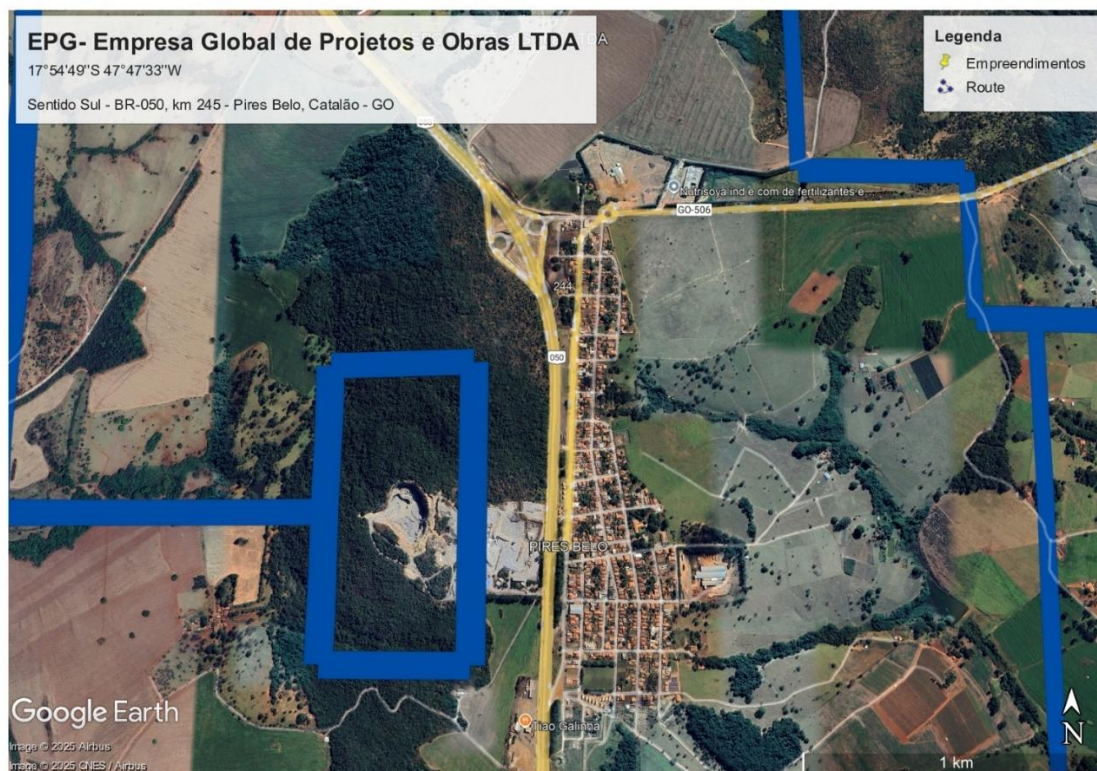 EPG- Empresa Global de Projetos e Obras LTDA
17°54'49"S 47°47'33"W
Sentido Sul - BR-050, km 245 - Pires Belo, Catalão - GO
Legenda
Empreendimentos
Route
Nutrisoya ind e com de fertilizantes e...
GO-506
244
050
PIRES BELO
Tião Galinha
Google Earth
Image © 2025 Airbus
Image © 2025 CNES / Airbus
1 km
N